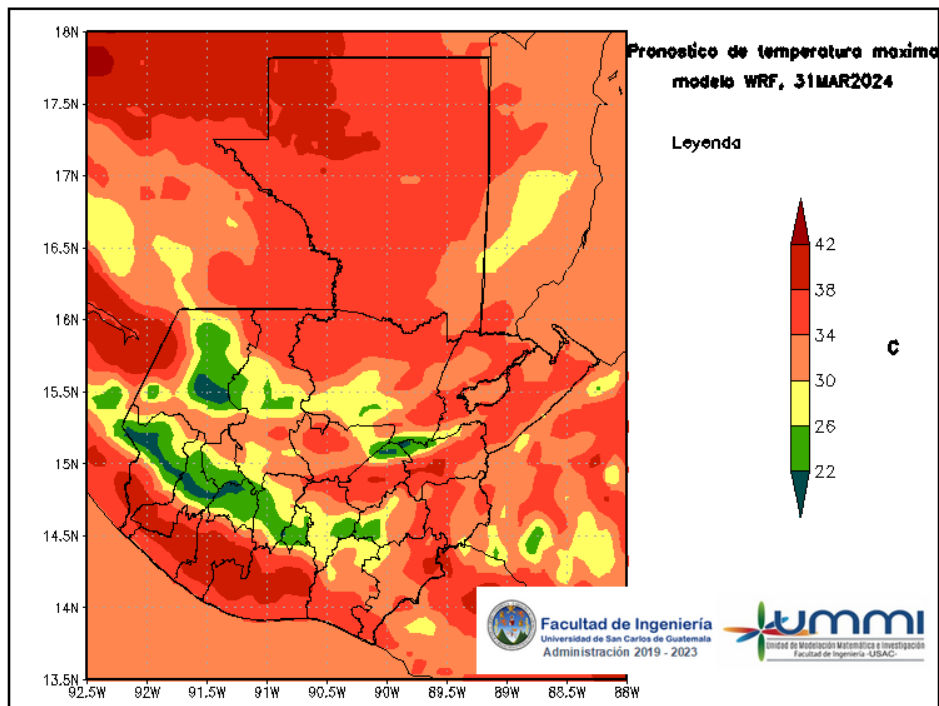 Pronostico de temperatura maxima
modelo WRF, 31MAR2024
Leyenda
42
38
34
30
26
22
C
18N
17.5N
17N
16.5N
16N
15.5N
15N
14.5N
14N
13.5N
92.5W
92W
91.5W
91W
90.5W
90W
89.5W
89W
88.5W
88W
Facultad de Ingeniería
Universidad de San Carlos de Guatemala
Administración 2019 - 2023
UMMI
Unidad de Modelación Matemática e Investigación
Facultad de Ingeniería -USAC-